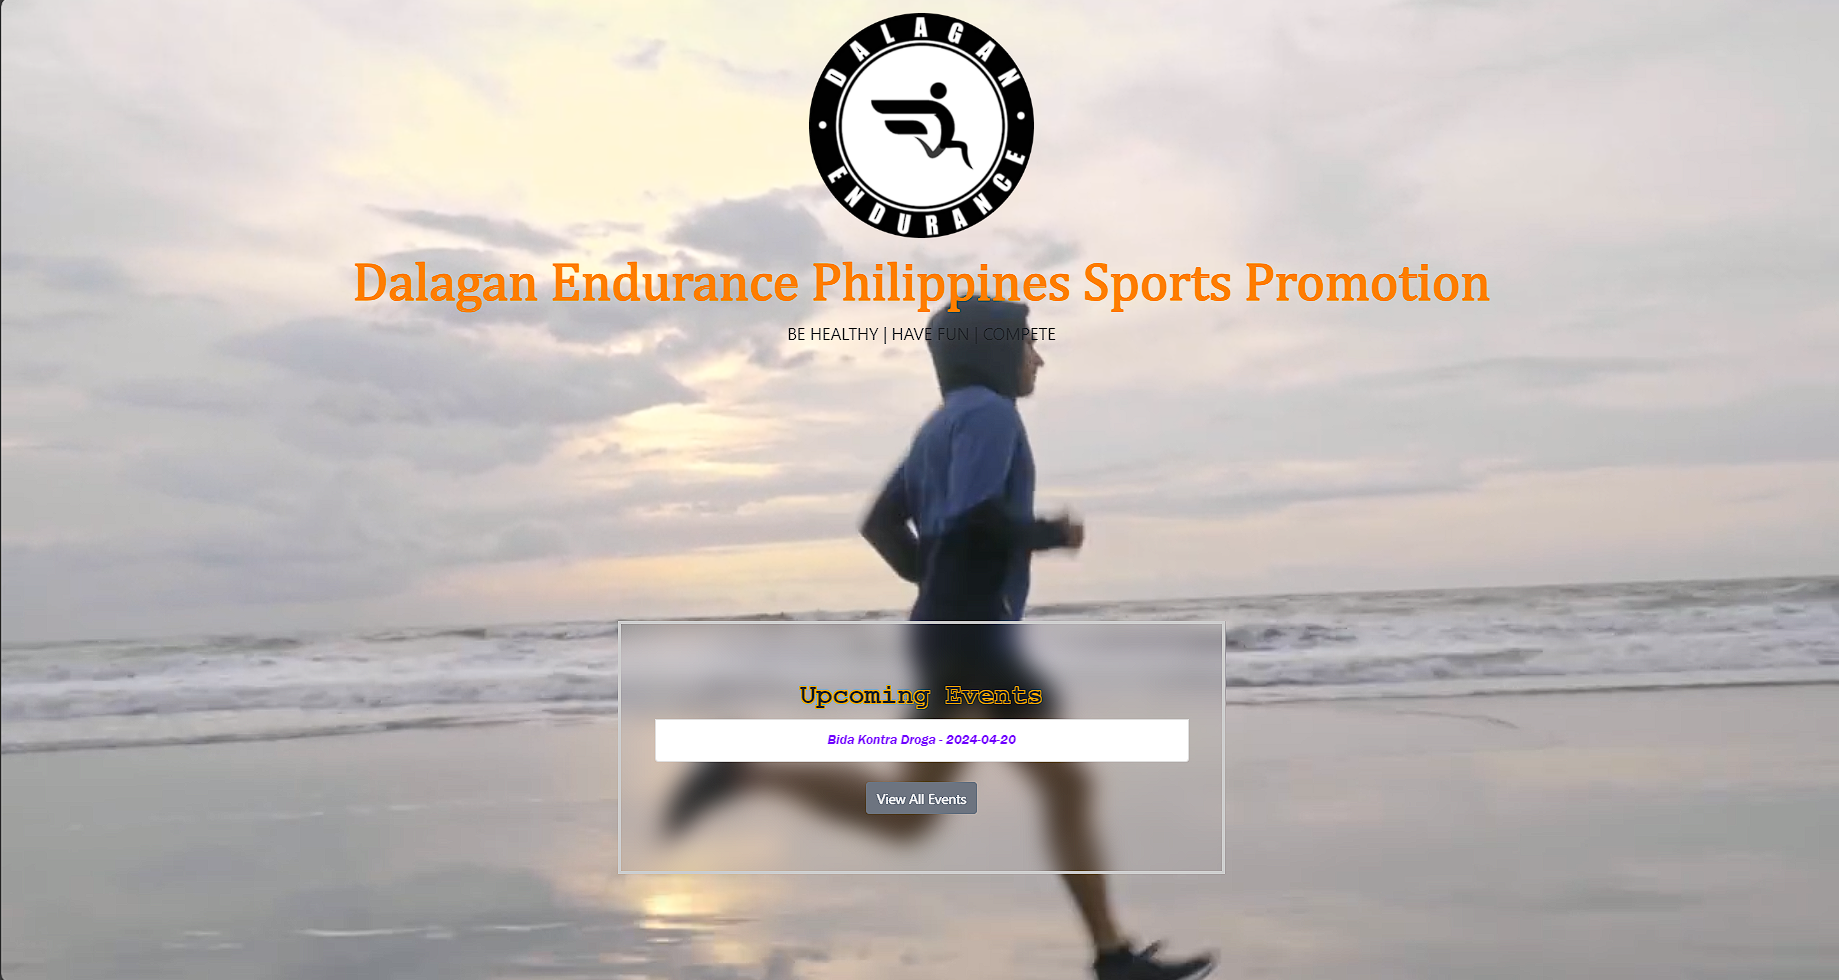 DALAGAN
ENDURANCE
Dalagan Endurance Philippines Sports Promotion
BE HEALTHY | HAVE FUN | COMPETE
Upcoming Events
Bida Kontra Droga - 2024-04-20
View All Events